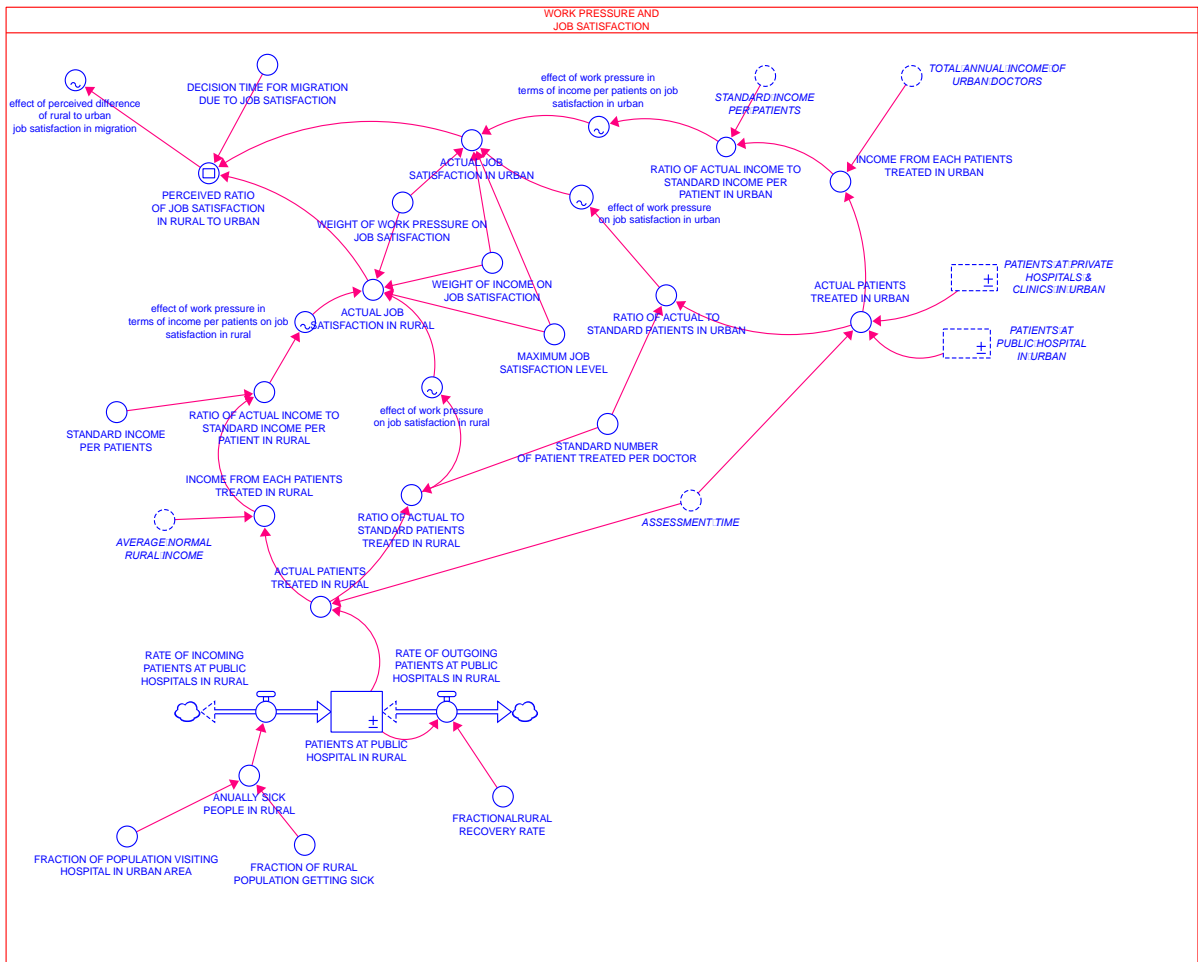 WORK PRESSURE AND
JOB SATISFACTION
DECISION TIME FOR MIGRATION
DUE TO JOB SATISFACTION
effect of perceived difference
of rural to urban
job satisfaction in migration
effect of work pressure in
terms of income per patients on job
satisfaction in urban
STANDARD INCOME
PER PATIENTS
TOTAL ANNUAL INCOME OF
URBAN DOCTORS
ACTUAL JOB
SATISFACTION IN URBAN
RATIO OF ACTUAL INCOME TO
STANDARD INCOME PER
PATIENT IN URBAN
INCOME FROM EACH PATIENTS
TREATED IN URBAN
PERCEIVED RATIO
OF JOB SATISFACTION
IN RURAL TO URBAN
WEIGHT OF WORK PRESSURE ON
JOB SATISFACTION
effect of work pressure
on job satisfaction in urban
WEIGHT OF INCOME ON
JOB SATISFACTION
ACTUAL PATIENTS
TREATED IN URBAN
PATIENTS AT PRIVATE
HOSPITALS &
CLINICS IN URBAN
effect of work pressure in
terms of income per patients on job
satisfaction in rural
ACTUAL JOB
SATISFACTION IN RURAL
RATIO OF ACTUAL TO
STANDARD PATIENTS IN URBAN
PATIENTS AT
PUBLIC HOSPITAL
IN URBAN
MAXIMUM JOB
SATISFACTION LEVEL
STANDARD INCOME
PER PATIENTS
RATIO OF ACTUAL INCOME TO
STANDARD INCOME PER
PATIENT IN RURAL
effect of work pressure
on job satisfaction in rural
STANDARD NUMBER
OF PATIENT TREATED PER DOCTOR
INCOME FROM EACH PATIENTS
TREATED IN RURAL
AVERAGE NORMAL
RURAL INCOME
RATIO OF ACTUAL TO
STANDARD PATIENTS
TREATED IN RURAL
ASSESSMENT TIME
ACTUAL PATIENTS
TREATED IN RURAL
RATE OF INCOMING
PATIENTS AT PUBLIC
HOSPITALS IN RURAL
RATE OF OUTGOING
PATIENTS AT PUBLIC
HOSPITALS IN RURAL
PATIENTS AT PUBLIC
HOSPITAL IN RURAL
ANUALLY SICK
PEOPLE IN RURAL
FRACTIONALRURAL
RECOVERY RATE
FRACTION OF POPULATION VISITING
HOSPITAL IN URBAN AREA
FRACTION OF RURAL
POPULATION GETTING SICK